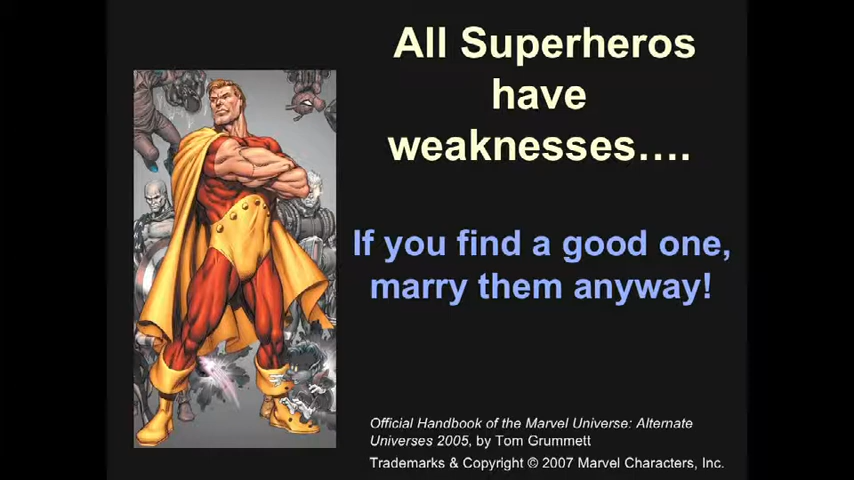 All Superheros
have
weaknesses....
If you find a good one,
marry them anyway!
Official Handbook of the Marvel Universe: Alternate
Universes 2005, by Tom Grummett
Trademarks & Copyright © 2007 Marvel Characters, Inc.